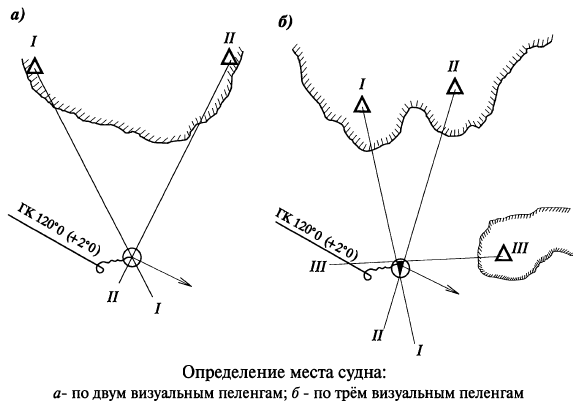 а)
I
II
ГК 120°0 (+2°0)
II
I
б)
I
II
ГК 120°0 (+2°0)
III
III
II
I
Определение места судна:
а- по двум визуальным пеленгам; б - по трём визуальным пеленгам